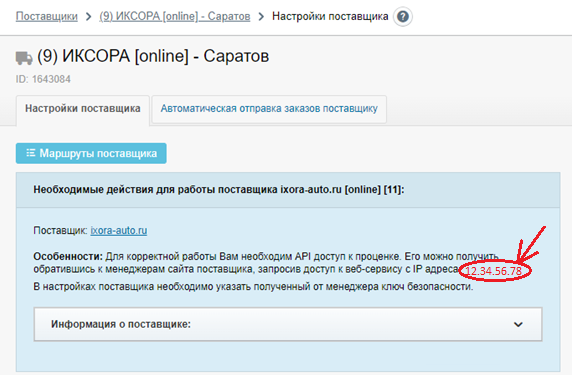 Поставщики > (9) ИКСОРА [online] - Саратов > Настройки поставщика ?
(9) ИКСОРА [online] - Саратов
ID: 1643084
Настройки поставщика
Автоматическая отправка заказов поставщику
Маршруты поставщика
Необходимые действия для работы поставщика ixora-auto.ru [online] [11]:
Поставщик: ixora-auto.ru
Особенности: Для корректной работы Вам необходим API доступ к проценке. Его можно получить
обратившись к менеджерам сайта поставщика, запросив доступ к веб-сервису с IP адреса 12.34.56.78
В настройках поставщика необходимо указать полученный от менеджера ключ безопасности.
Информация о поставщике: